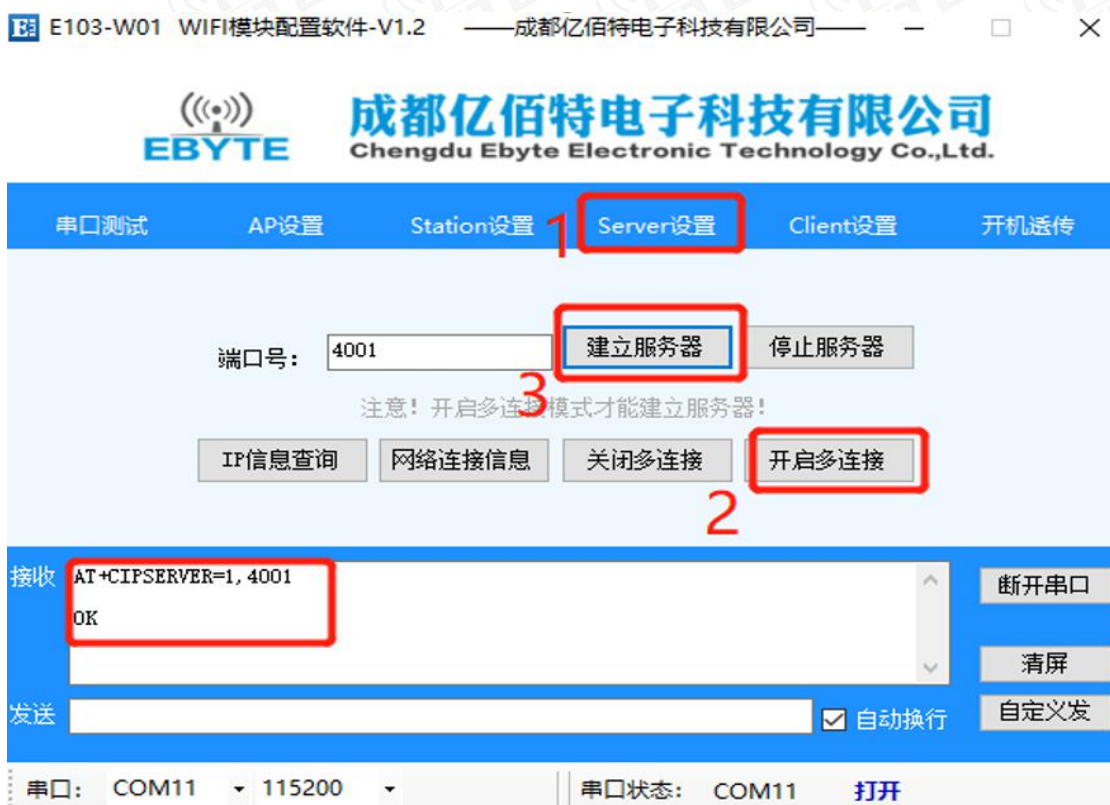 E103-W01 WIFI模块配置软件-V1.2 ——成都亿佰特电子科技有限公司——
EBYTE
成都亿佰特电子科技有限公司
Chengdu Ebyte Electronic Technology Co.,Ltd.
串口测试 AP设置 Station设置 1 Server设置 Client设置 开机透传
端口号: 4001 建立服务器 停止服务器
3
注意!开启多连接模式才能建立服务器!
IP信息查询 网络连接信息 关闭多连接 开启多连接
2
接收 AT+CIPSERVER=1,4001 断开串口
OK
清屏
发送 自动换行 自定义发
串口: COM11 115200 串口状态: COM11 打开